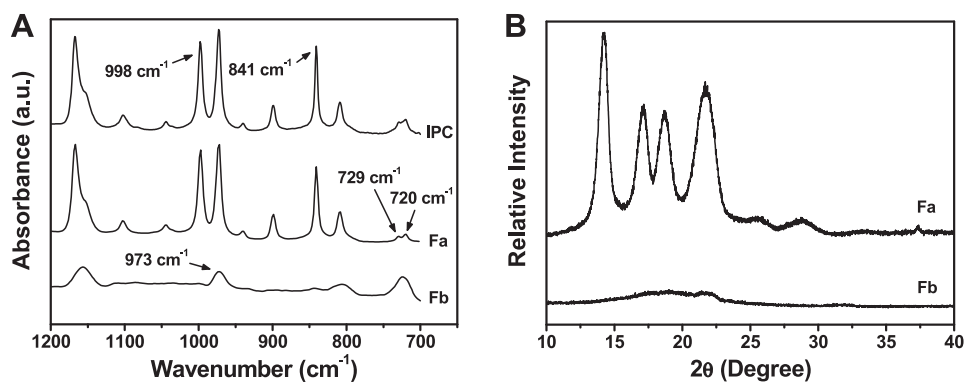 A
Absorbance (a.u.)
998 cm⁻¹
841 cm⁻¹
IPC
729 cm⁻¹
720 cm⁻¹
Fa
973 cm⁻¹
Fb
1200 1100 1000 900 800 700
Wavenumber (cm⁻¹)
B
Relative Intensity
Fa
Fb
10 15 20 25 30 35 40
2θ (Degree)